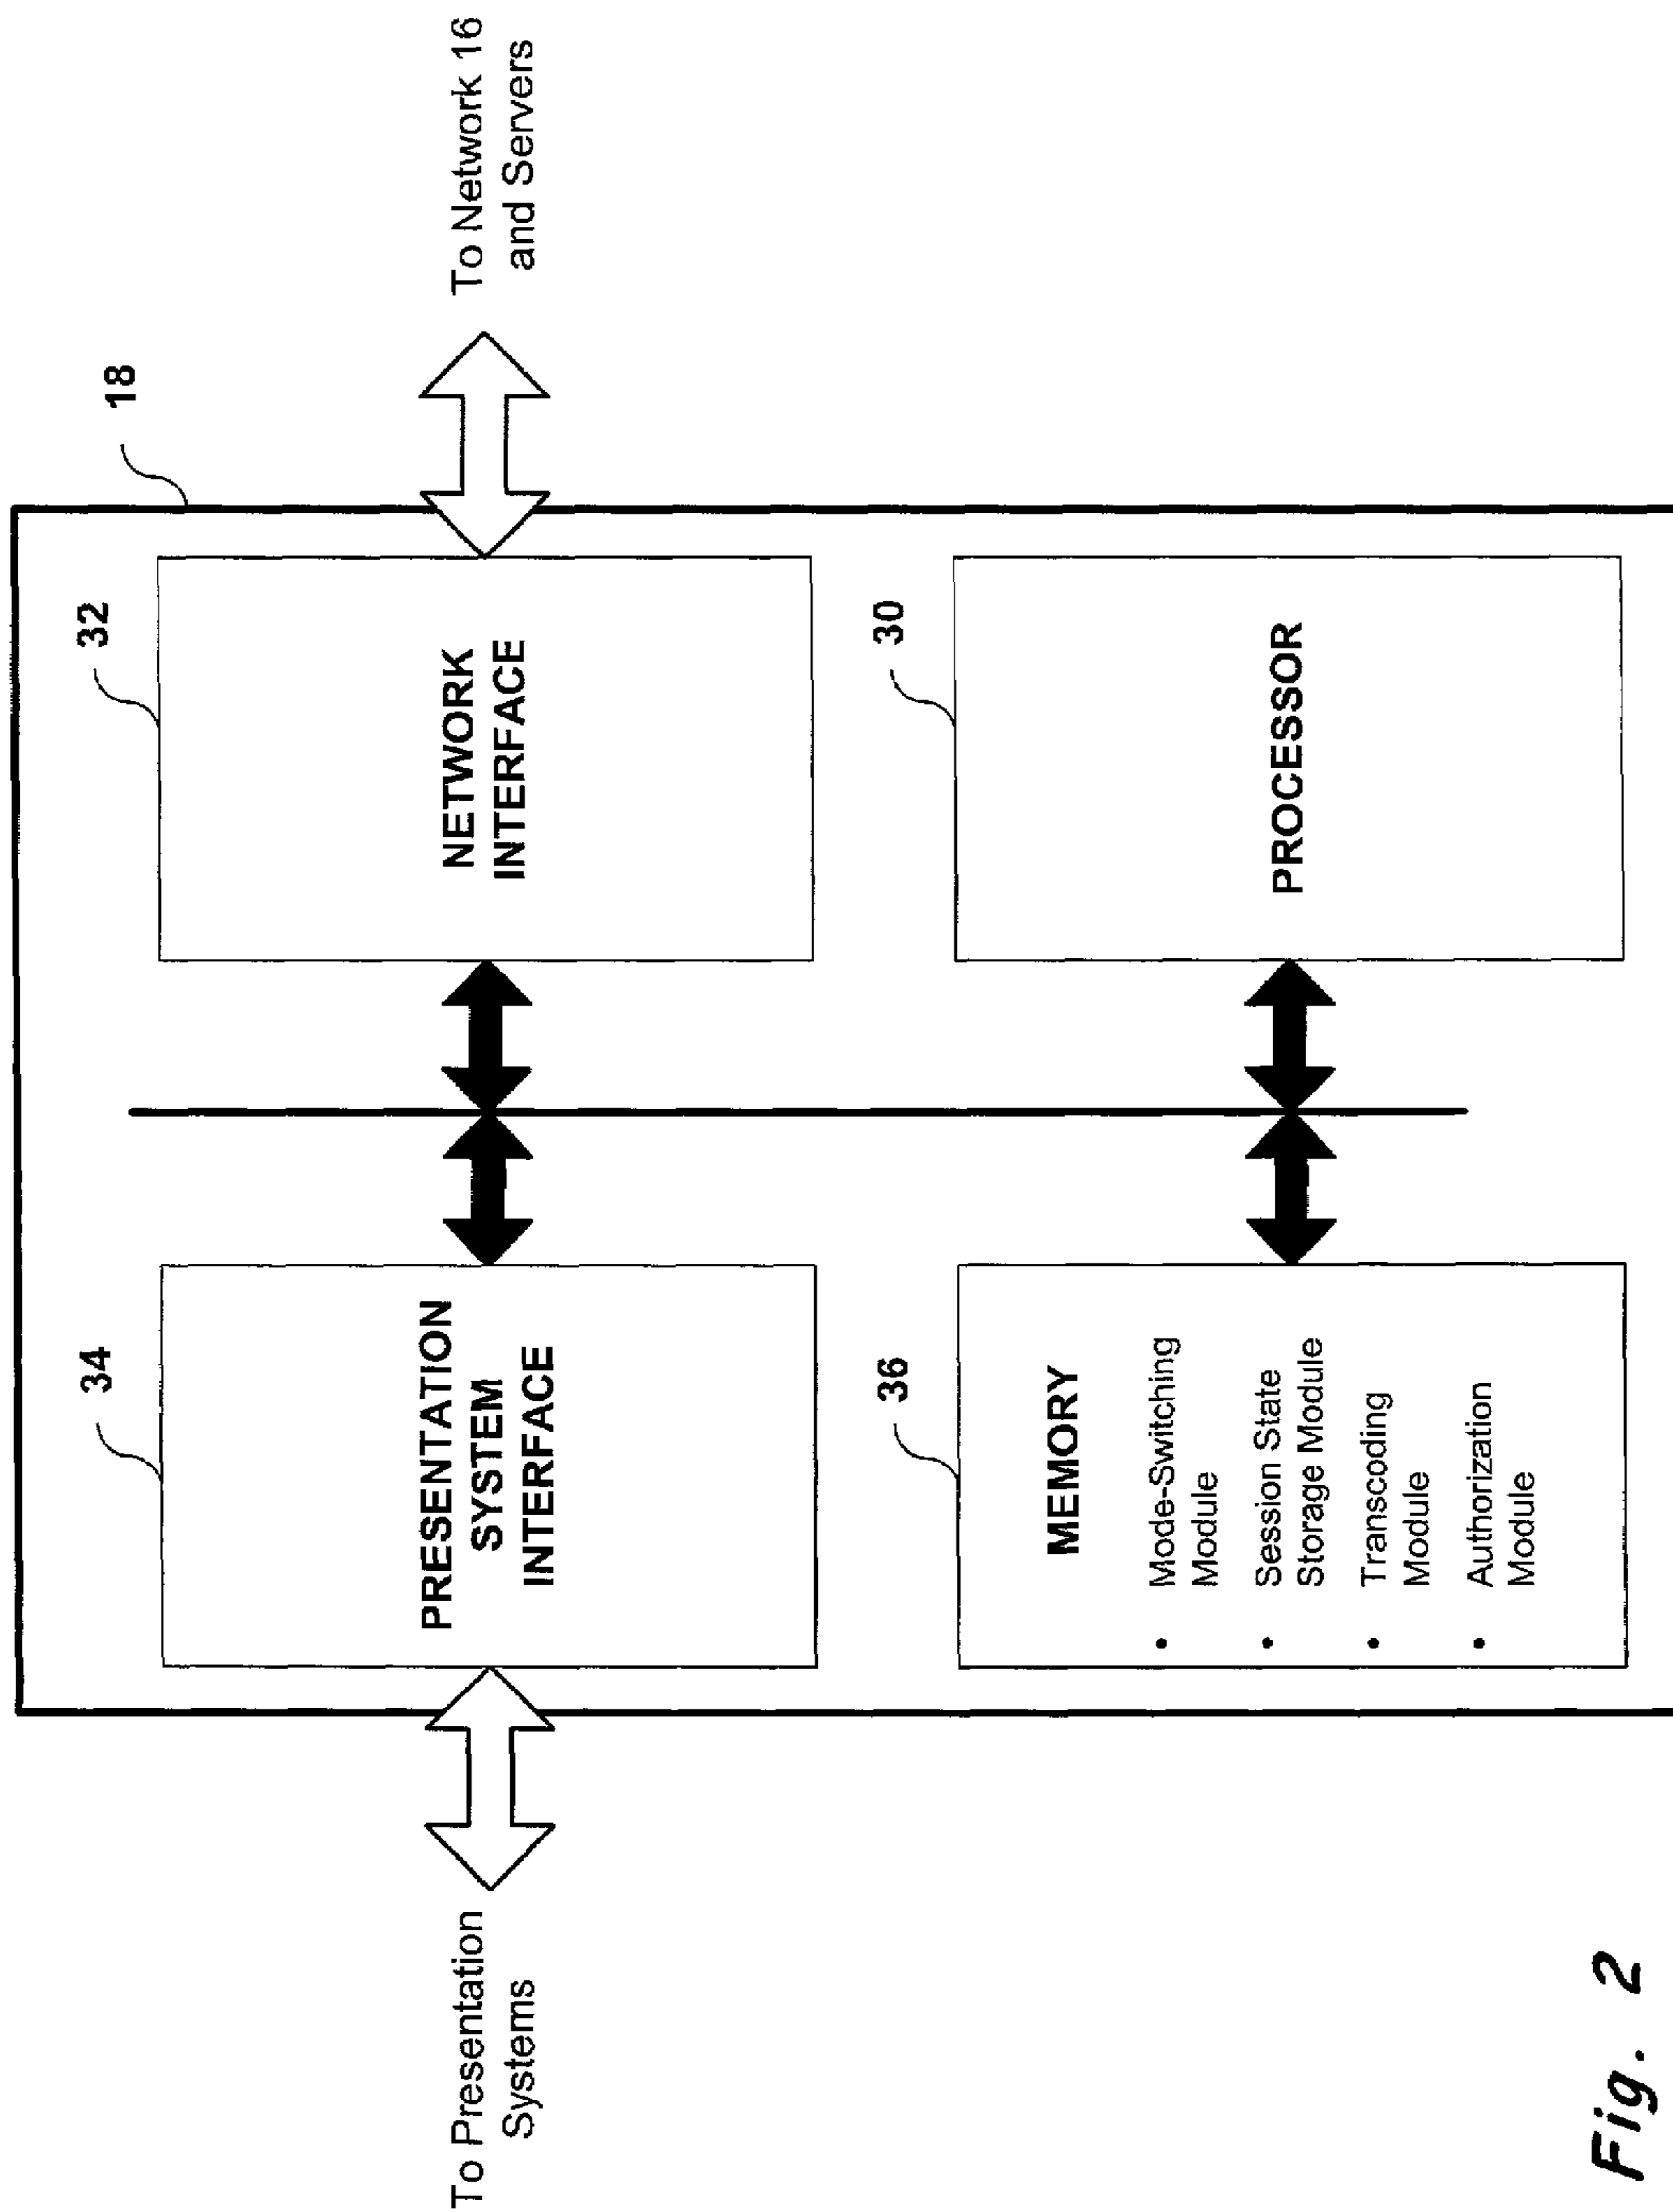 18
34
32
PRESENTATION
SYSTEM
INTERFACE
NETWORK
INTERFACE
To Presentation
Systems
To Network 16
and Servers
36
30
MEMORY
• Mode-Switching
Module
• Session State
Storage Module
• Transcoding
Module
• Authorization
Module
PROCESSOR
Fig. 2